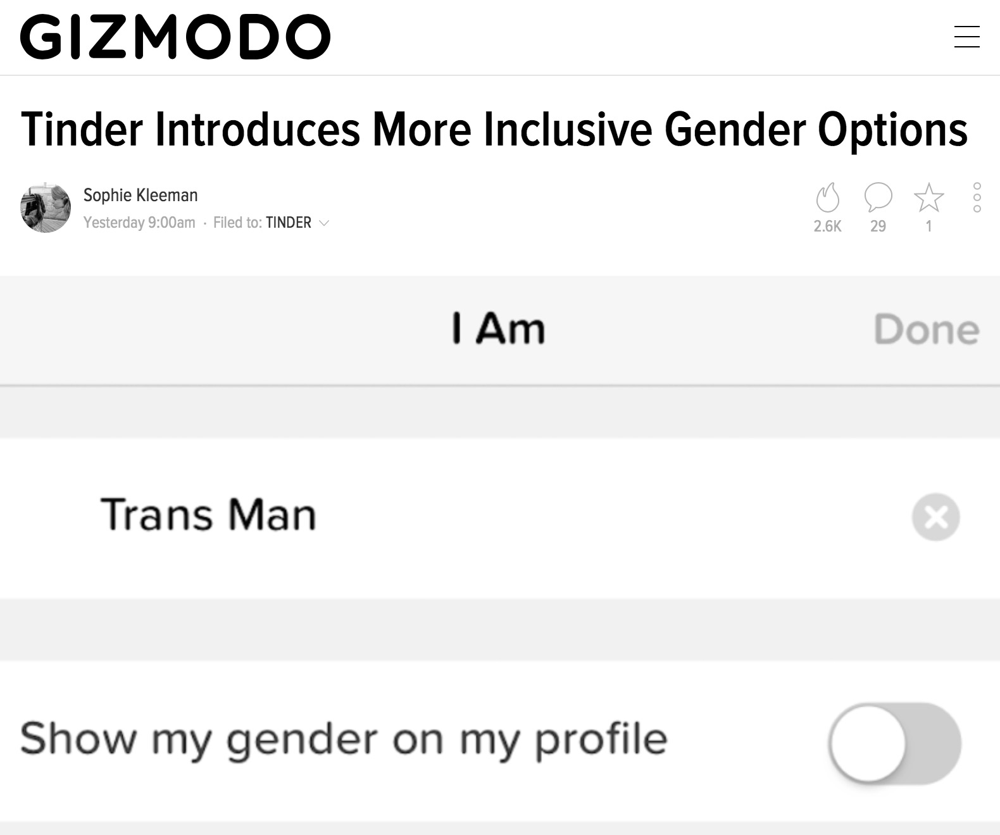 GIZMODO
Tinder Introduces More Inclusive Gender Options
Sophie Kleeman
Yesterday 9:00am · Filed to: TINDER
2.6K 29 1
I Am Done
Trans Man
Show my gender on my profile